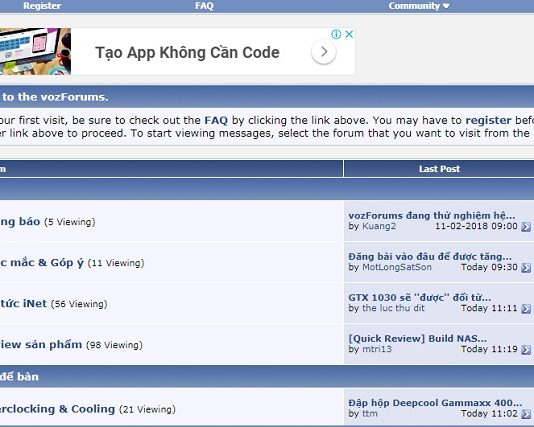 Register FAQ Community
Tạo App Không Cần Code
to the vozForums.
our first visit, be sure to check out the FAQ by clicking the link above. You may have to register befo
er link above to proceed. To start viewing messages, select the forum that you want to visit from the
m Last Post
ng báo (5 Viewing)
vozForums đang thử nghiệm hệ...
by Kuang2 11-02-2018 09:00
c mắc & Góp ý (11 Viewing)
Đăng bài vào đâu để được tăng...
by MotLongSatSon Today 09:30
tức iNet (56 Viewing)
GTX 1030 sẽ "được" đổi từ...
by the luc thu dit Today 11:11
view sản phẩm (98 Viewing)
[Quick Review] Build NAS...
by mtri13 Today 11:19
để bàn
erclocking & Cooling (21 Viewing)
Đập hộp Deepcool Gammaxx 400...
by ttm Today 11:02